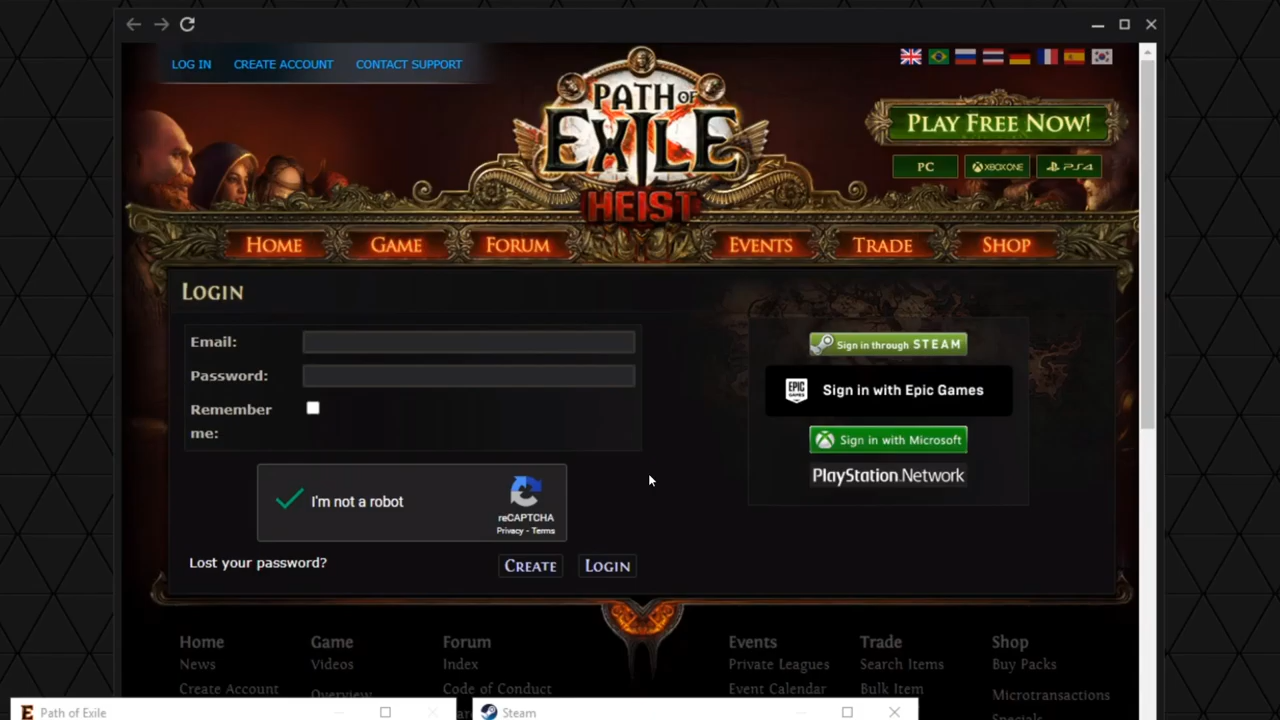 LOG IN CREATE ACCOUNT CONTACT SUPPORT
PATH OF
EXILE
HEIST
PLAY FREE NOW!
PC XBOX ONE PS4
HOME GAME FORUM EVENTS TRADE SHOP
LOGIN
Email:
Password:
Remember
me:
I'm not a robot
reCAPTCHA
Privacy - Terms
Lost your password?
CREATE LOGIN
Sign in through STEAM
EPIC
GAMES
Sign in with Epic Games
Sign in with Microsoft
PlayStation Network
Home Game Forum Events Trade Shop
News Videos Index Private Leagues Search Items Buy Packs
Create Account Overview Code of Conduct Event Calendar Bulk Item Microtransactions
Specials
Path of Exile Steam